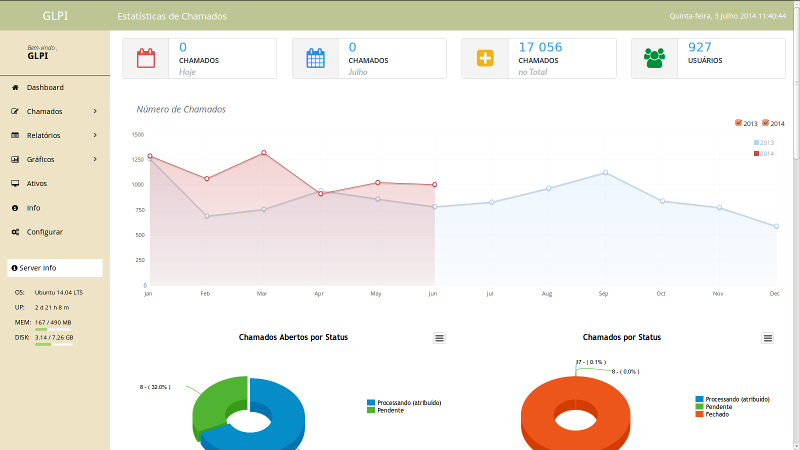 GLPI
Estatísticas de Chamados
Quinta-feira, 3 Julho 2014 11:40:44
Bem-vindo ,
GLPI
Dashboard
Chamados
Relatórios
Gráficos
Ativos
Info
Configurar
Server Info
OS: Ubuntu 14.04 LTS
UP: 2 d 21 h 8 m
MEM: 167 / 490 MB
DISK: 3.14 / 7.26 GB
0
CHAMADOS
Hoje
0
CHAMADOS
Julho
17 056
CHAMADOS
no Total
927
USUÁRIOS
Número de Chamados
2013 2014
2013
2014
1500
1250
1000
750
500
250
0
Jan Feb Mar Apr May Jun Jul Aug Sep Oct Nov Dec
Chamados Abertos por Status
8 - ( 32.0% )
Processando (atribuído)
Pendente
Chamados por Status
17 - ( 0.1% )
8 - ( 0.0% )
Processando (atribuído)
Pendente
Fechado